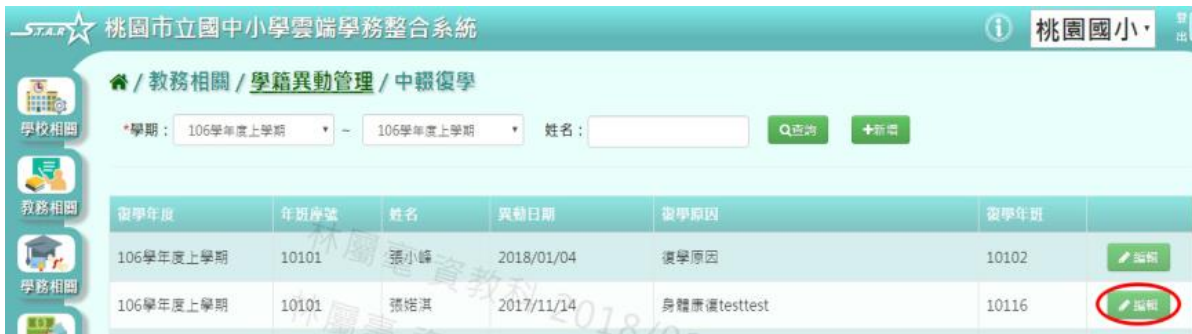 S.T.A.R 桃園市立國中小學雲端學務整合系統 桃園國小 登出
/ 教務相關 / 學籍異動管理 / 中輟復學
學校相關
*學期： 106學年度上學期 ~ 106學年度上學期 姓名： 查詢 +新增
教務相關
復學年度 年班座號 姓名 異動日期 復學原因 復學年班
106學年度上學期 10101 張小峰 2018/01/04 復學原因 10102 編輯
學務相關
106學年度上學期 10101 張婼淇 2017/11/14 身體康復testtest 10116 編輯